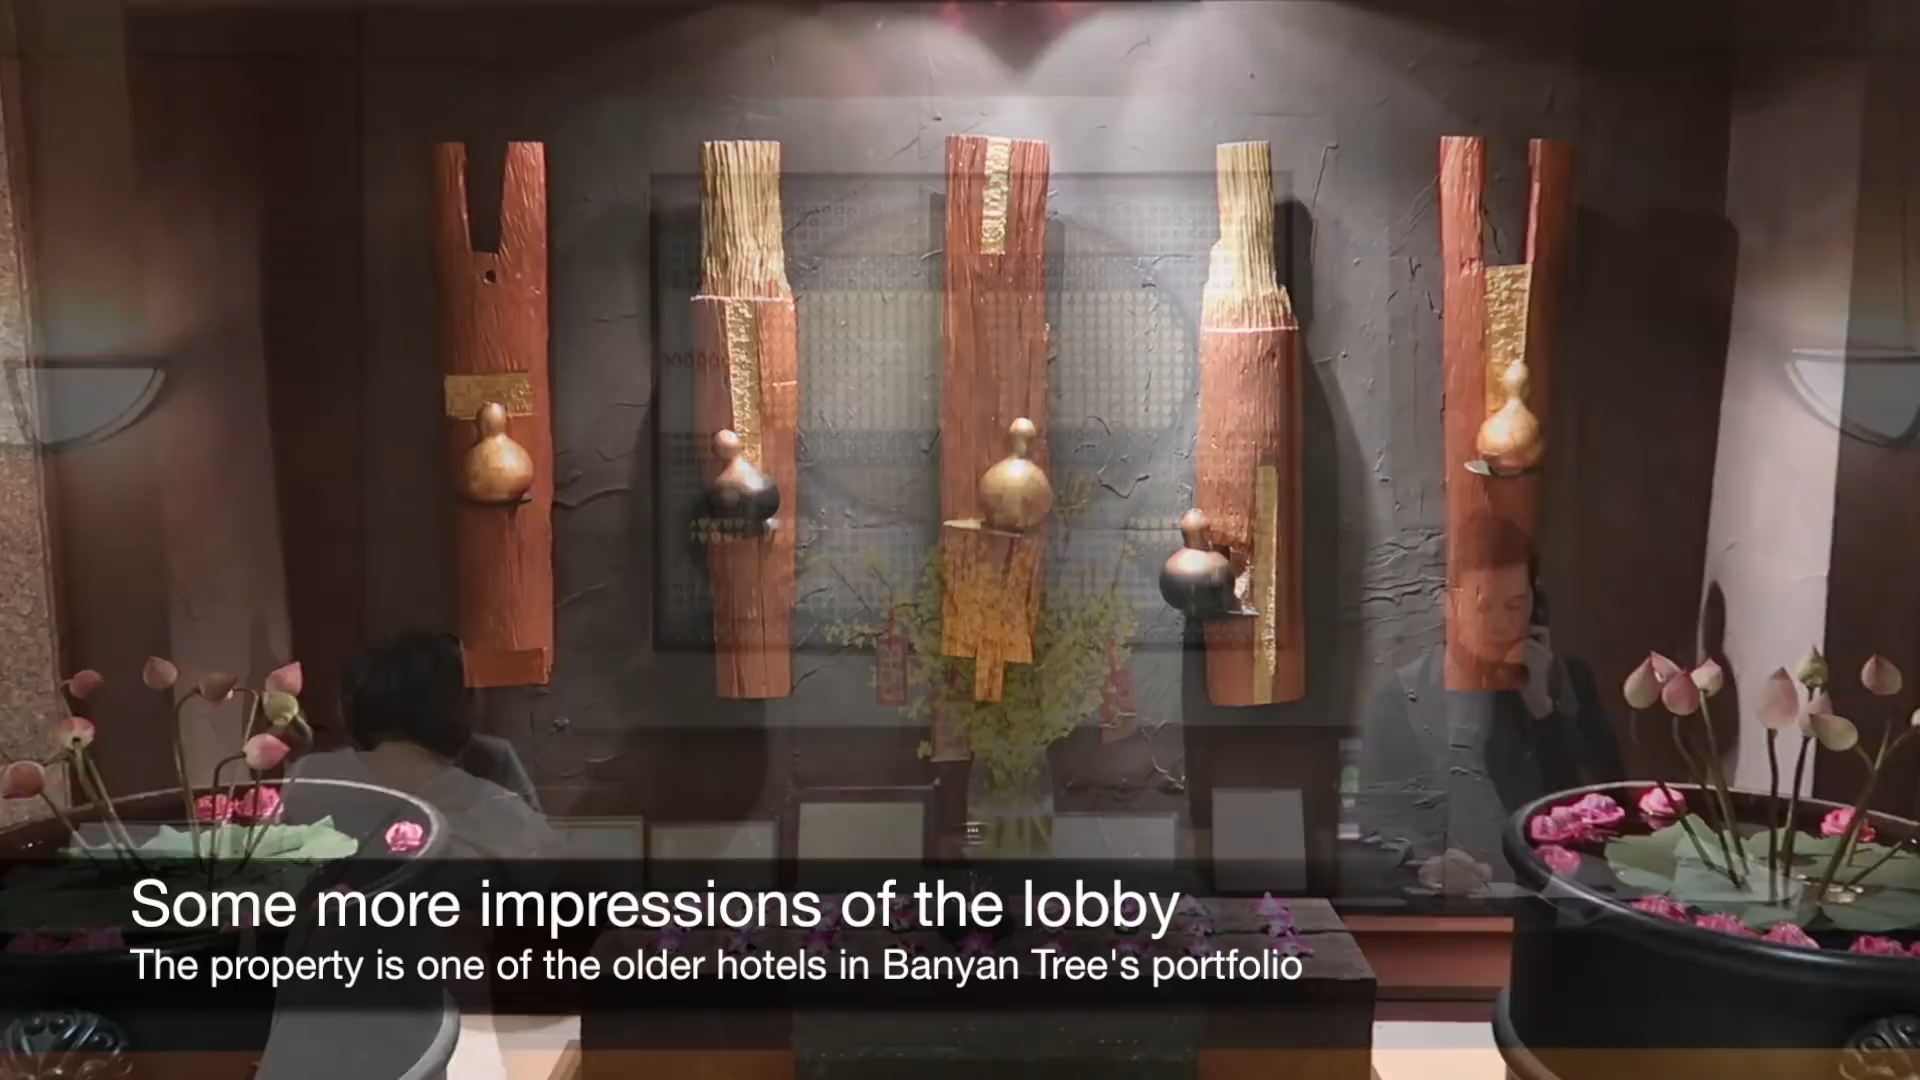 Some more impressions of the lobby
The property is one of the older hotels in Banyan Tree's portfolio